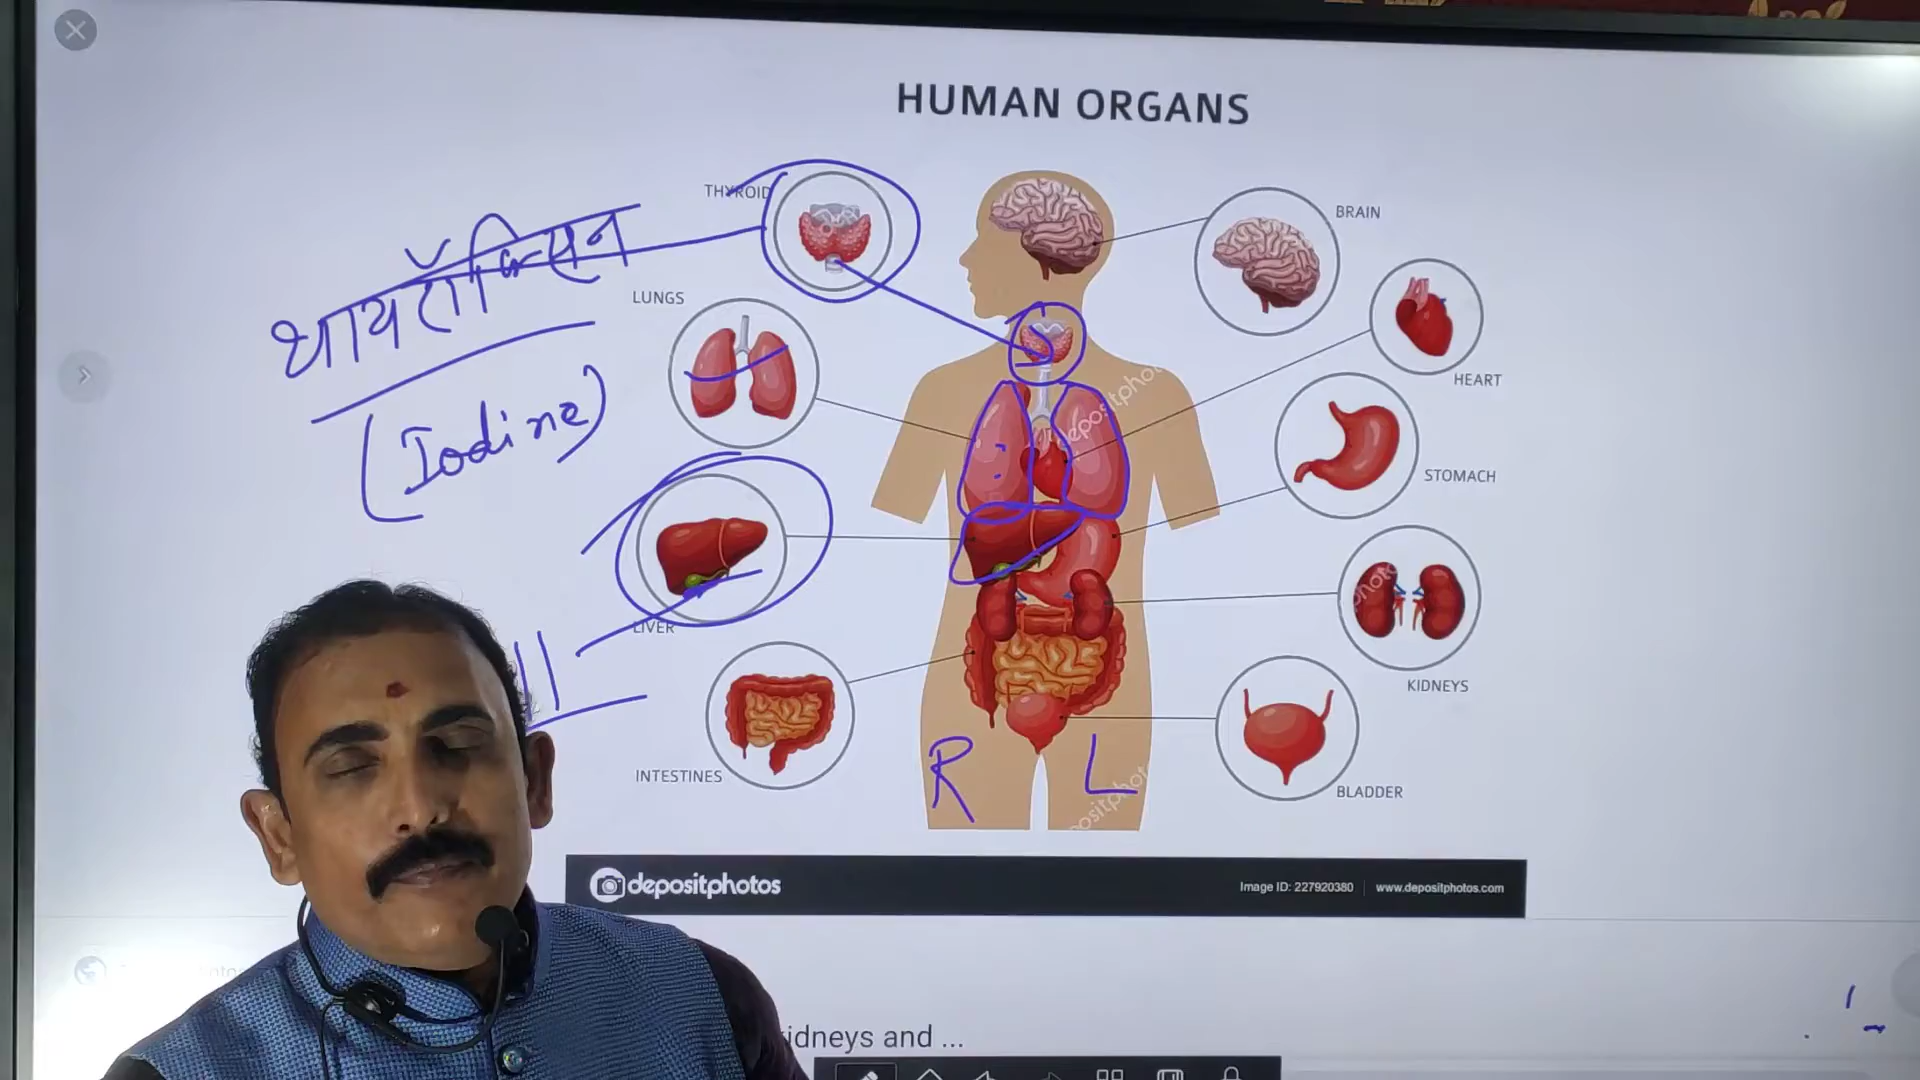 HUMAN ORGANS
THYROID
BRAIN
थायरॉक्सिन
LUNGS
HEART
(Iodine)
STOMACH
LIVER
KIDNEYS
INTESTINES
R L
BLADDER
depositphotos
Image ID: 227920380 | www.depositphotos.com
kidneys and ...